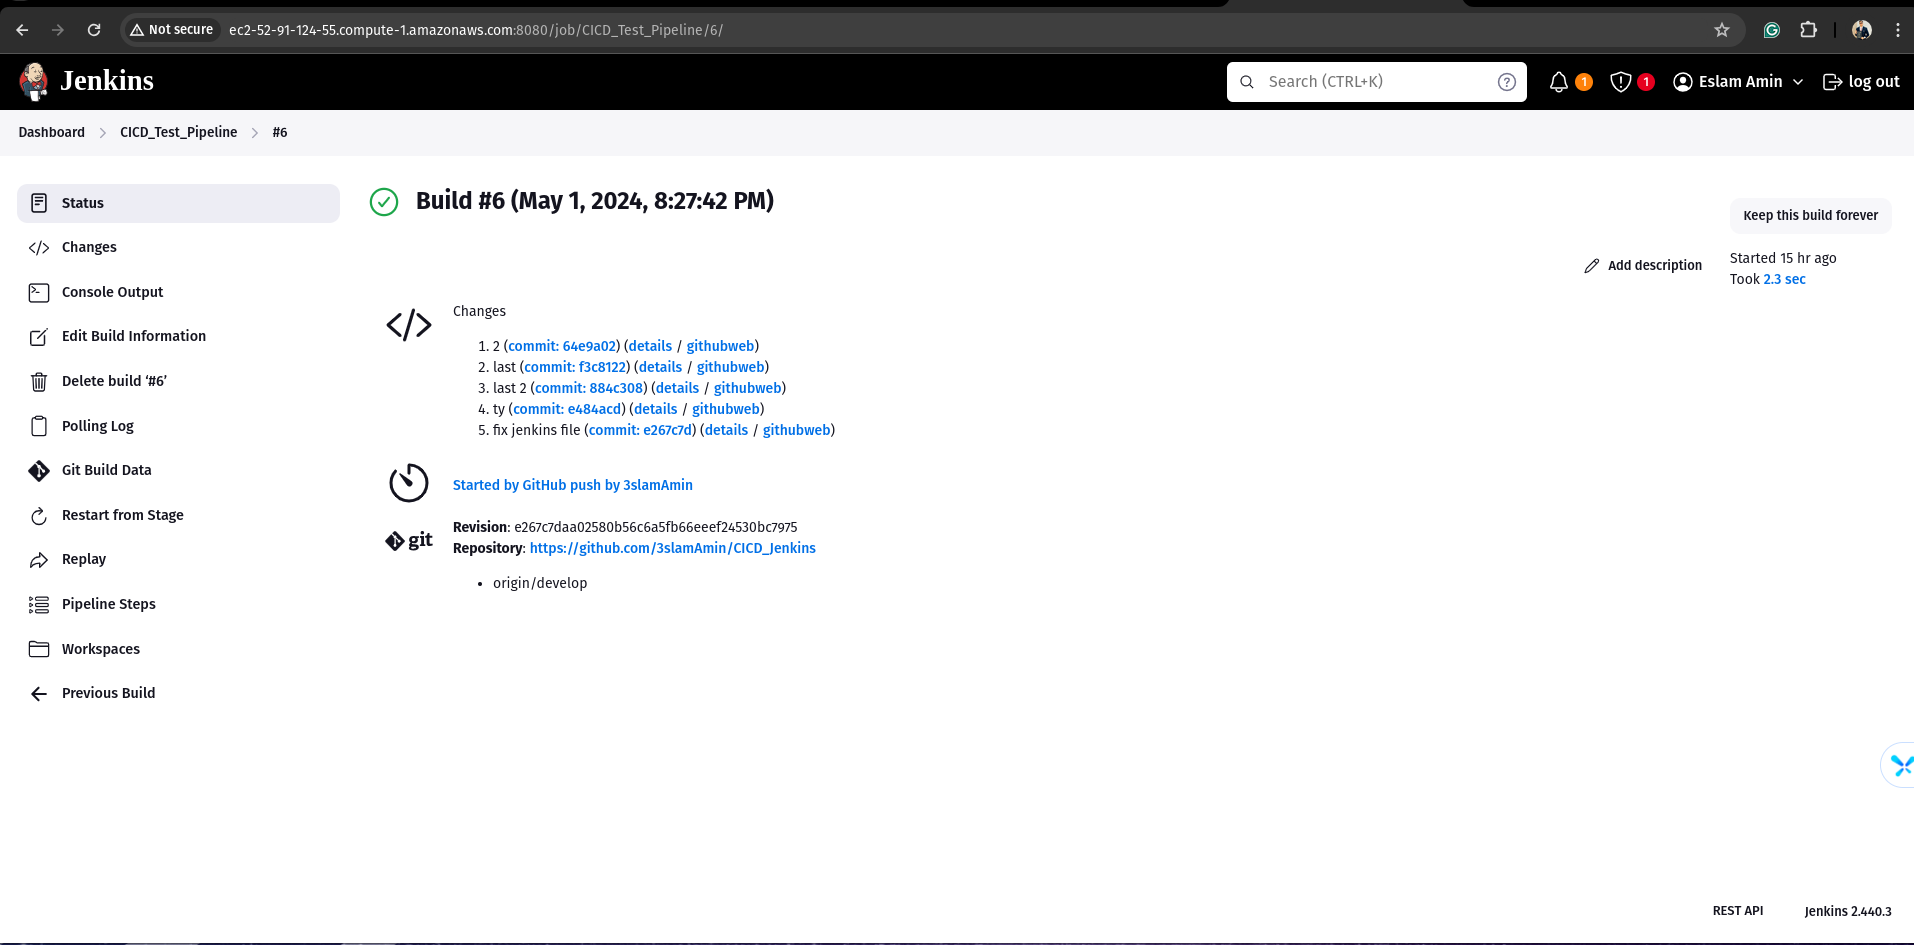 Not secure ec2-52-91-124-55.compute-1.amazonaws.com:8080/job/CICD_Test_Pipeline/6/
Jenkins
Search (CTRL+K)
1
1
Eslam Amin
log out
Dashboard
CICD_Test_Pipeline
#6
Status
Changes
Console Output
Edit Build Information
Delete build ‘#6’
Polling Log
Git Build Data
Restart from Stage
Replay
Pipeline Steps
Workspaces
Previous Build
Build #6 (May 1, 2024, 8:27:42 PM)
Keep this build forever
Add description
Started 15 hr ago
Took 2.3 sec
Changes
1. 2 (commit: 64e9a02) (details / githubweb)
2. last (commit: f3c8122) (details / githubweb)
3. last 2 (commit: 884c308) (details / githubweb)
4. ty (commit: e484acd) (details / githubweb)
5. fix jenkins file (commit: e267c7d) (details / githubweb)
Started by GitHub push by 3slamAmin
git
Revision: e267c7daa02580b56c6a5fb66eeef24530bc7975
Repository: https://github.com/3slamAmin/CICD_Jenkins
• origin/develop
REST API
Jenkins 2.440.3